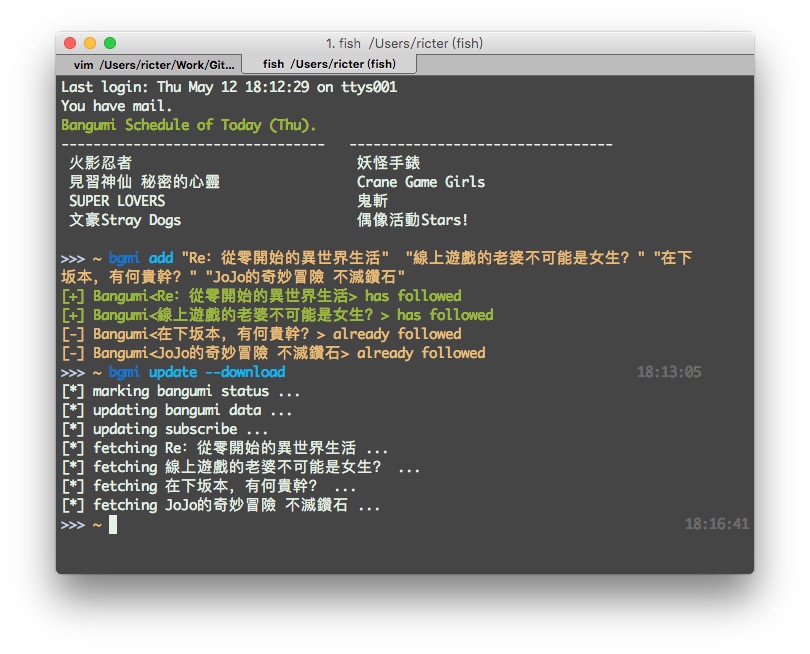 1. fish /Users/ricter (fish)
vim /Users/ricter/Work/Git... fish /Users/ricter (fish)
Last login: Thu May 12 18:12:29 on ttys001
You have mail.
Bangumi Schedule of Today (Thu).
--------------------------------- ---------------------------------
火影忍者 妖怪手錶
見習神仙 秘密的心靈 Crane Game Girls
SUPER LOVERS 鬼斬
文豪Stray Dogs 偶像活動Stars!
>>> ~ bgmi add "Re: 從零開始的異世界生活" "線上遊戲的老婆不可能是女生？" "在下
坂本，有何貴幹？" "JoJo的奇妙冒險 不滅鑽石"
[+] Bangumi<Re: 從零開始的異世界生活> has followed
[+] Bangumi<線上遊戲的老婆不可能是女生？> has followed
[-] Bangumi<在下坂本，有何貴幹？> already followed
[-] Bangumi<JoJo的奇妙冒險 不滅鑽石> already followed
>>> ~ bgmi update --download 18:13:05
[*] marking bangumi status ...
[*] updating bangumi data ...
[*] updating subscribe ...
[*] fetching Re: 從零開始的異世界生活 ...
[*] fetching 線上遊戲的老婆不可能是女生？ ...
[*] fetching 在下坂本，有何貴幹？ ...
[*] fetching JoJo的奇妙冒險 不滅鑽石 ...
>>> ~ 18:16:41